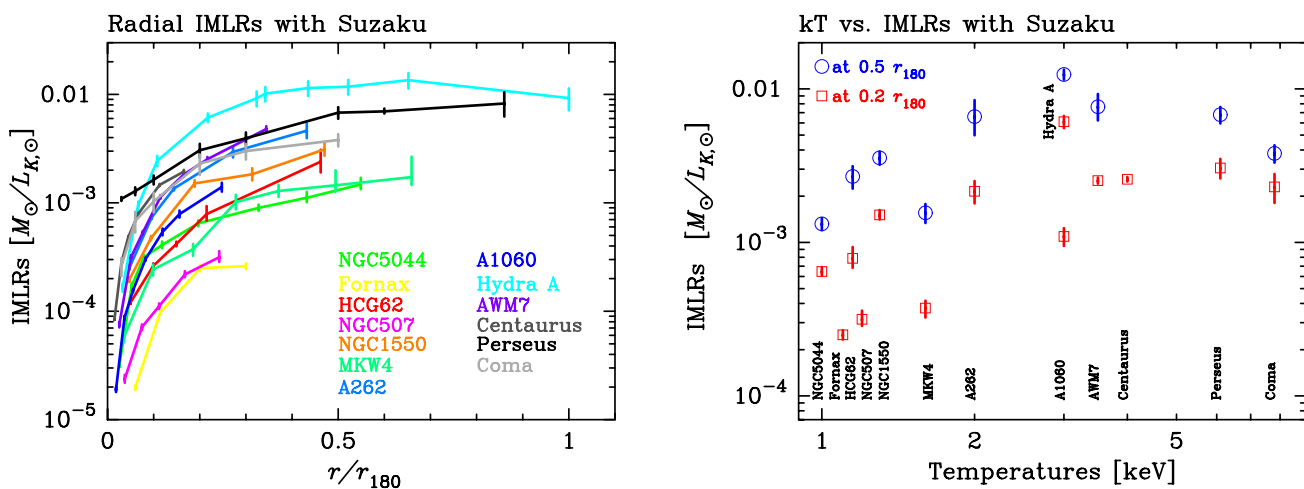 Radial IMLRs with Suzaku
IMLRs [M⊙/L_K,⊙]
0.01
10⁻³
10⁻⁴
10⁻⁵
0
0.5
1
r/r₁₈₀
NGC5044
Fornax
HCG62
NGC507
NGC1550
MKW4
A262
A1060
Hydra A
AWM7
Centaurus
Perseus
Coma
kT vs. IMLRs with Suzaku
at 0.5 r₁₈₀
at 0.2 r₁₈₀
IMLRs [M⊙/L_K,⊙]
0.01
10⁻³
10⁻⁴
Hydra A
NGC5044
Fornax
HCG62
NGC507
NGC1550
MKW4
A262
A1060
AWM7
Centaurus
Perseus
Coma
1
2
5
Temperatures [keV]